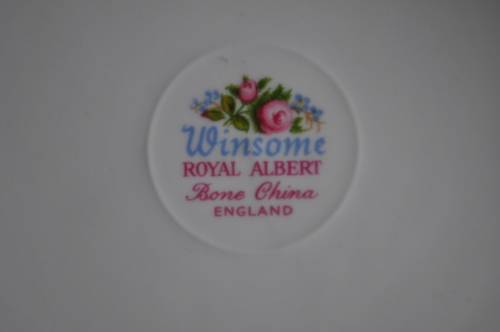 Winsome
ROYAL ALBERT
Bone China
ENGLAND